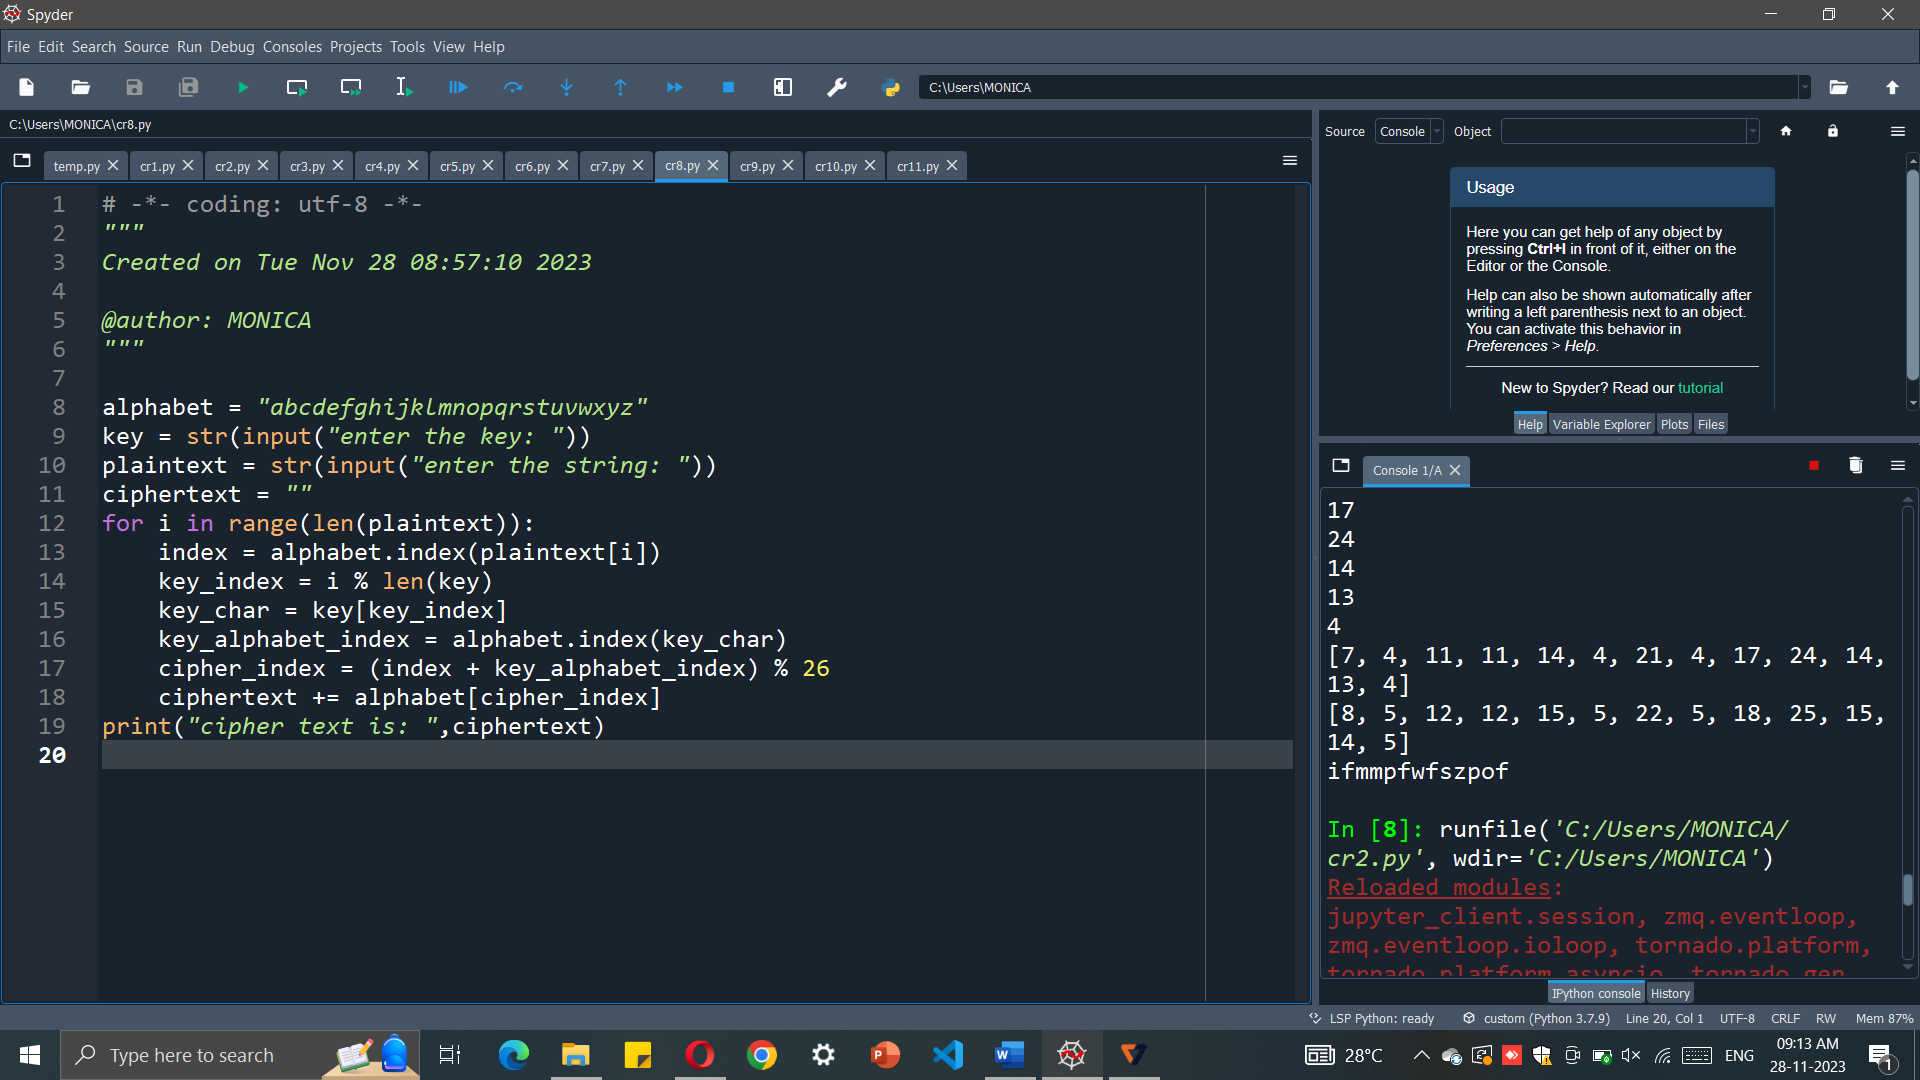 Spyder
File Edit Search Source Run Debug Consoles Projects Tools View Help
C:\Users\MONICA
C:\Users\MONICA\cr8.py
temp.py cr1.py cr2.py cr3.py cr4.py cr5.py cr6.py cr7.py cr8.py cr9.py cr10.py cr11.py
1 # -*- coding: utf-8 -*-
2 """
3 Created on Tue Nov 28 08:57:10 2023
4
5 @author: MONICA
6 """
7
8 alphabet = "abcdefghijklmnopqrstuvwxyz"
9 key = str(input("enter the key: "))
10 plaintext = str(input("enter the string: "))
11 ciphertext = ""
12 for i in range(len(plaintext)):
13     index = alphabet.index(plaintext[i])
14     key_index = i % len(key)
15     key_char = key[key_index]
16     key_alphabet_index = alphabet.index(key_char)
17     cipher_index = (index + key_alphabet_index) % 26
18     ciphertext += alphabet[cipher_index]
19 print("cipher text is: ",ciphertext)
20
Source Console Object
Usage
Here you can get help of any object by
pressing Ctrl+I in front of it, either on the
Editor or the Console.
Help can also be shown automatically after
writing a left parenthesis next to an object.
You can activate this behavior in
Preferences > Help.
New to Spyder? Read our tutorial
Help Variable Explorer Plots Files
Console 1/A
17
24
14
13
4
[7, 4, 11, 11, 14, 4, 21, 4, 17, 24, 14,
13, 4]
[8, 5, 12, 12, 15, 5, 22, 5, 18, 25, 15,
14, 5]
ifmmpfwfszpof
In [8]: runfile('C:/Users/MONICA/
cr2.py', wdir='C:/Users/MONICA')
Reloaded modules:
jupyter_client.session, zmq.eventloop,
zmq.eventloop.ioloop, tornado.platform,
tornado.platform.asyncio, tornado.gen,
IPython console History
LSP Python: ready custom (Python 3.7.9) Line 20, Col 1 UTF-8 CRLF RW Mem 87%
Type here to search
28°C
ENG
09:13 AM
28-11-2023
1